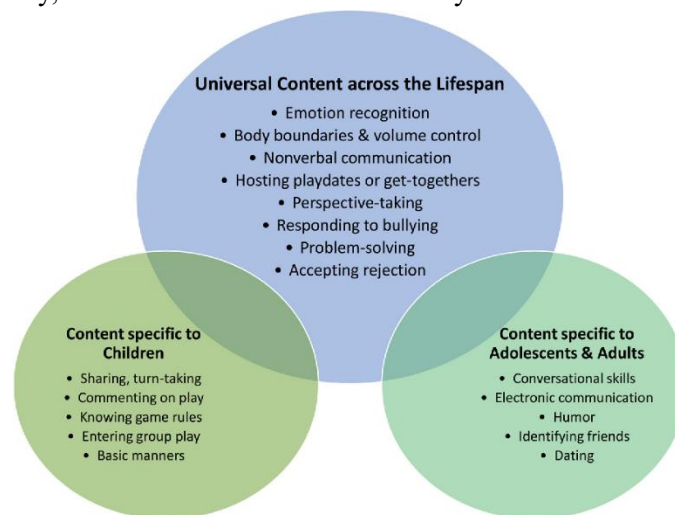 Universal Content across the Lifespan
• Emotion recognition
• Body boundaries & volume control
• Nonverbal communication
• Hosting playdates or get-togethers
• Perspective-taking
• Responding to bullying
• Problem-solving
• Accepting rejection
Content specific to
Children
• Sharing, turn-taking
• Commenting on play
• Knowing game rules
• Entering group play
• Basic manners
Content specific to
Adolescents & Adults
• Conversational skills
• Electronic communication
• Humor
• Identifying friends
• Dating